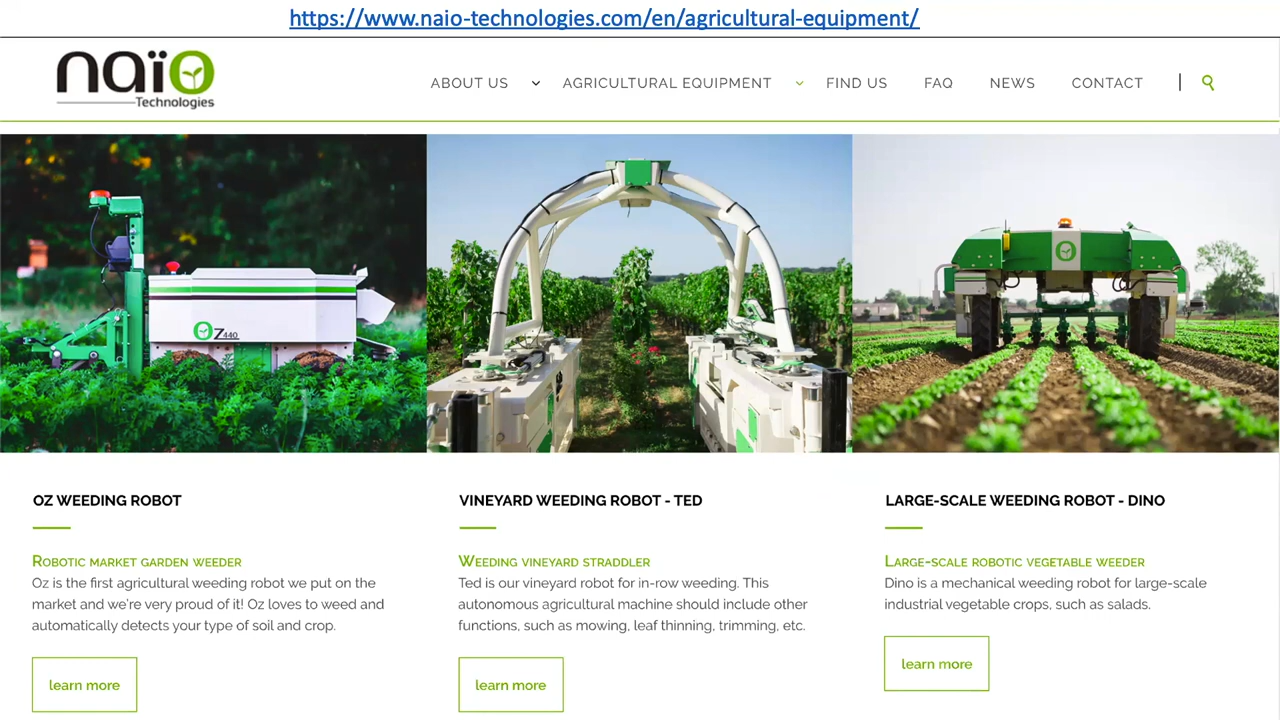 https://www.naio-technologies.com/en/agricultural-equipment/
naïo
Technologies
ABOUT US AGRICULTURAL EQUIPMENT FIND US FAQ NEWS CONTACT
OZ440
OZ WEEDING ROBOT
ROBOTIC MARKET GARDEN WEEDER
Oz is the first agricultural weeding robot we put on the
market and we're very proud of it! Oz loves to weed and
automatically detects your type of soil and crop.
learn more
VINEYARD WEEDING ROBOT - TED
WEEDING VINEYARD STRADDLER
Ted is our vineyard robot for in-row weeding. This
autonomous agricultural machine should include other
functions, such as mowing, leaf thinning, trimming, etc.
learn more
LARGE-SCALE WEEDING ROBOT - DINO
LARGE-SCALE ROBOTIC VEGETABLE WEEDER
Dino is a mechanical weeding robot for large-scale
industrial vegetable crops, such as salads.
learn more